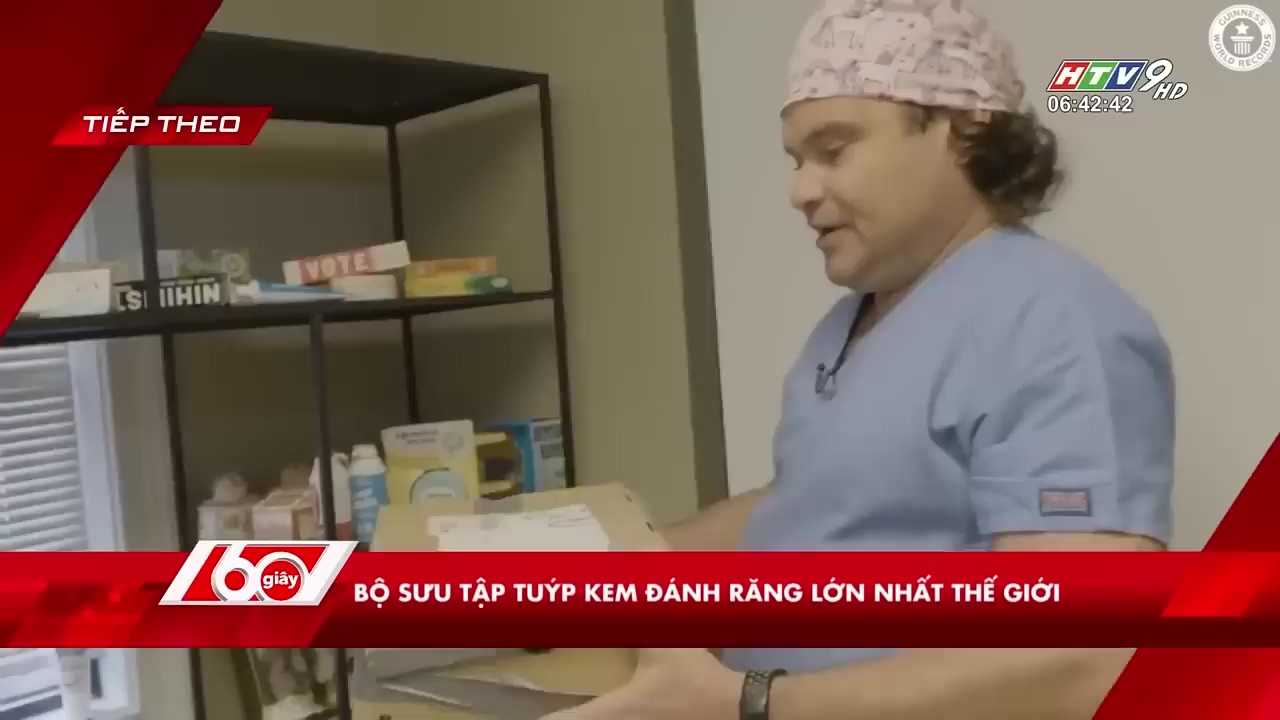 GUINNESS
WORLD RECORDS
HTV9
HD
06:42:42
TIẾP THEO
VOTE
60
giây
BỘ SƯU TẬP TUÝP KEM ĐÁNH RĂNG LỚN NHẤT THẾ GIỚI